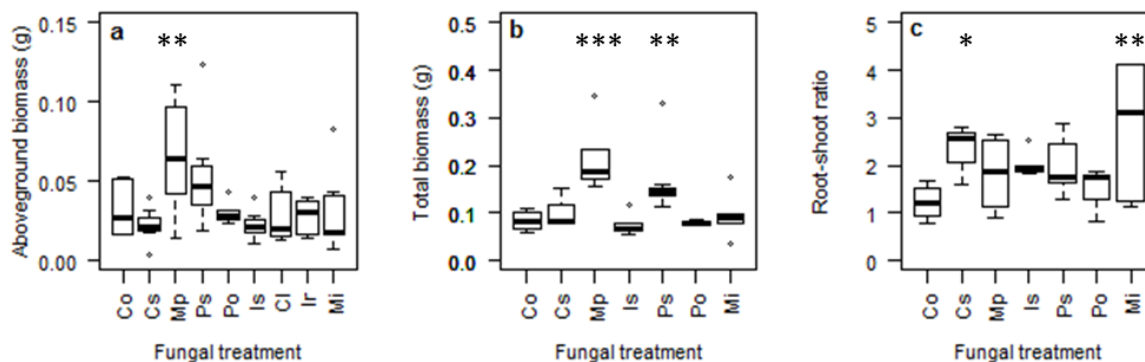 a
**
Aboveground biomass (g)
0.15
0.10
0.05
0.00
Co Cs Mp Ps Po Is Cl Ir Mi
Fungal treatment
b
*** **
Total biomass (g)
0.5
0.4
0.3
0.2
0.1
0.0
Co Cs Mp Is Ps Po Mi
Fungal treatment
c
* **
Root-shoot ratio
5
4
3
2
1
0
Co Cs Mp Is Ps Po Mi
Fungal treatment